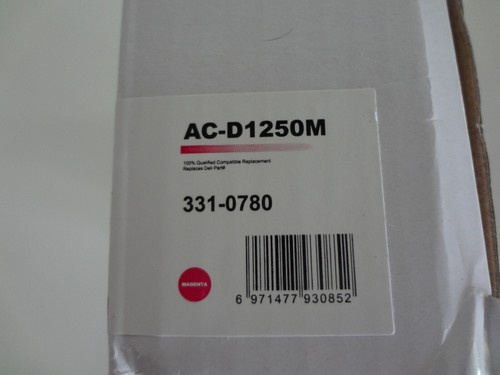 AC-D1250M
100% Qualified Compatible Replacement
Replaces Dell-Part#
331-0780
MAGENTA
6 971477 930852